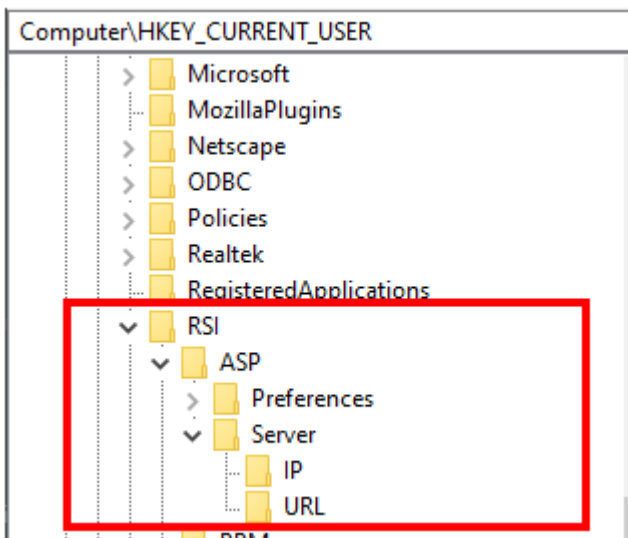 Computer\HKEY_CURRENT_USER
Microsoft
MozillaPlugins
Netscape
ODBC
Policies
Realtek
RegisteredApplications
RSI
ASP
Preferences
Server
IP
URL